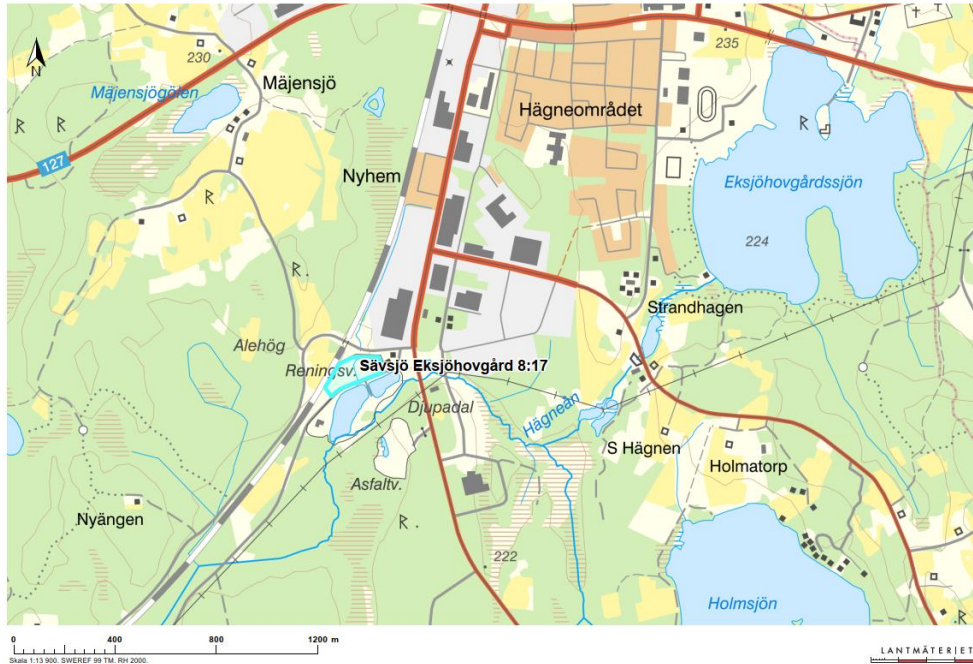 235
230
Mäjensjö
Mäjensjögölen
Hägneområdet
R R
R
N
127
Nyhem
Eksjöhovgårdssjön
R
224
R.
Strandhagen
Alehög
Reningsv.
Sävsjö Eksjöhovgård 8:17
Djupadal
Hägneån
S Hägnen
Holmatorp
Asfaltv.
Nyängen
R.
222
Holmsjön
R
0 400 800 1200 m
Skala 1:13 900. SWEREF 99 TM. RH 2000.
LANTMÄTERIET